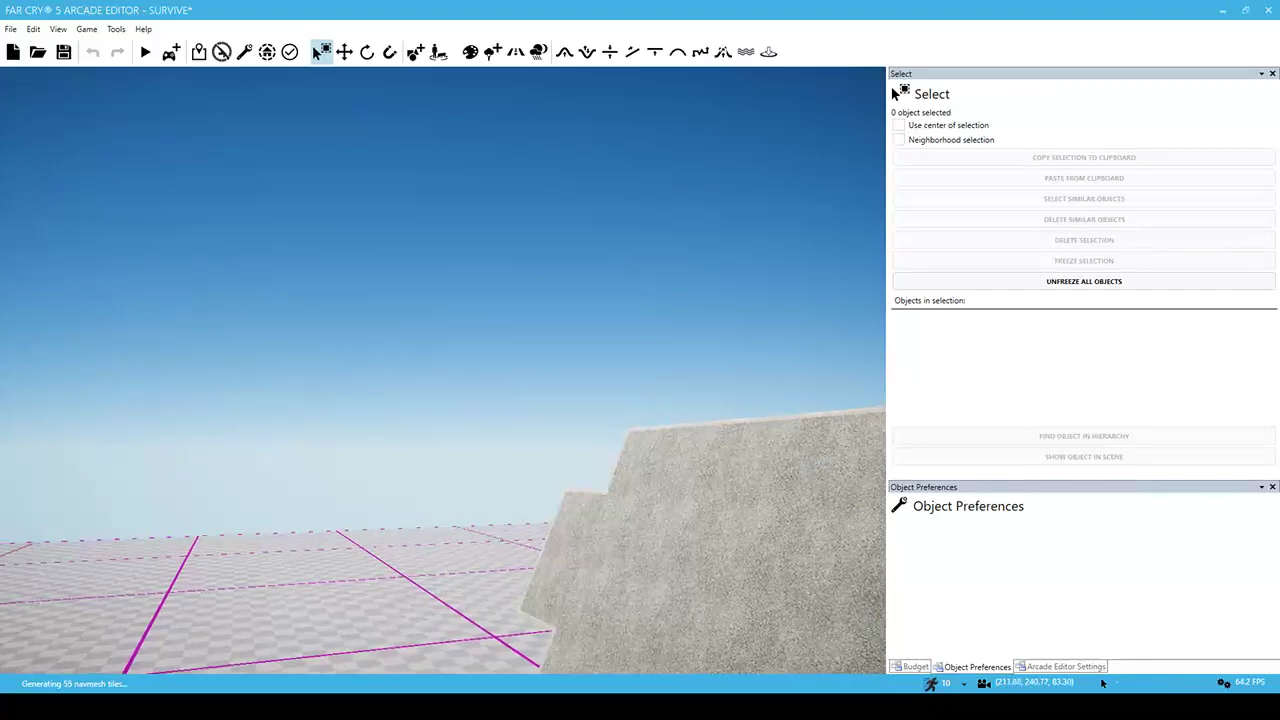 FAR CRY® 5 ARCADE EDITOR - SURVIVE*
File Edit View Game Tools Help
Select
Select
0 object selected
Use center of selection
Neighborhood selection
COPY SELECTION TO CLIPBOARD
PASTE FROM CLIPBOARD
SELECT SIMILAR OBJECTS
DELETE SIMILAR OBJECTS
DELETE SELECTION
FREEZE SELECTION
UNFREEZE ALL OBJECTS
Objects in selection:
FIND OBJECT IN HIERARCHY
SHOW OBJECT IN SCENE
Object Preferences
Object Preferences
Budget Object Preferences Arcade Editor Settings
Generating 55 navmesh tiles... 10 (211.88, 240.77, 83.30) - 64.2 FPS